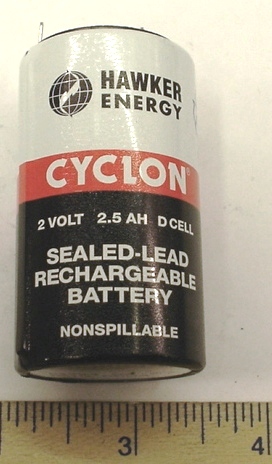 HAWKER
ENERGY
CYCLON®
2 VOLT 2.5 AH D CELL
SEALED-LEAD
RECHARGEABLE
BATTERY
NONSPILLABLE
3 4